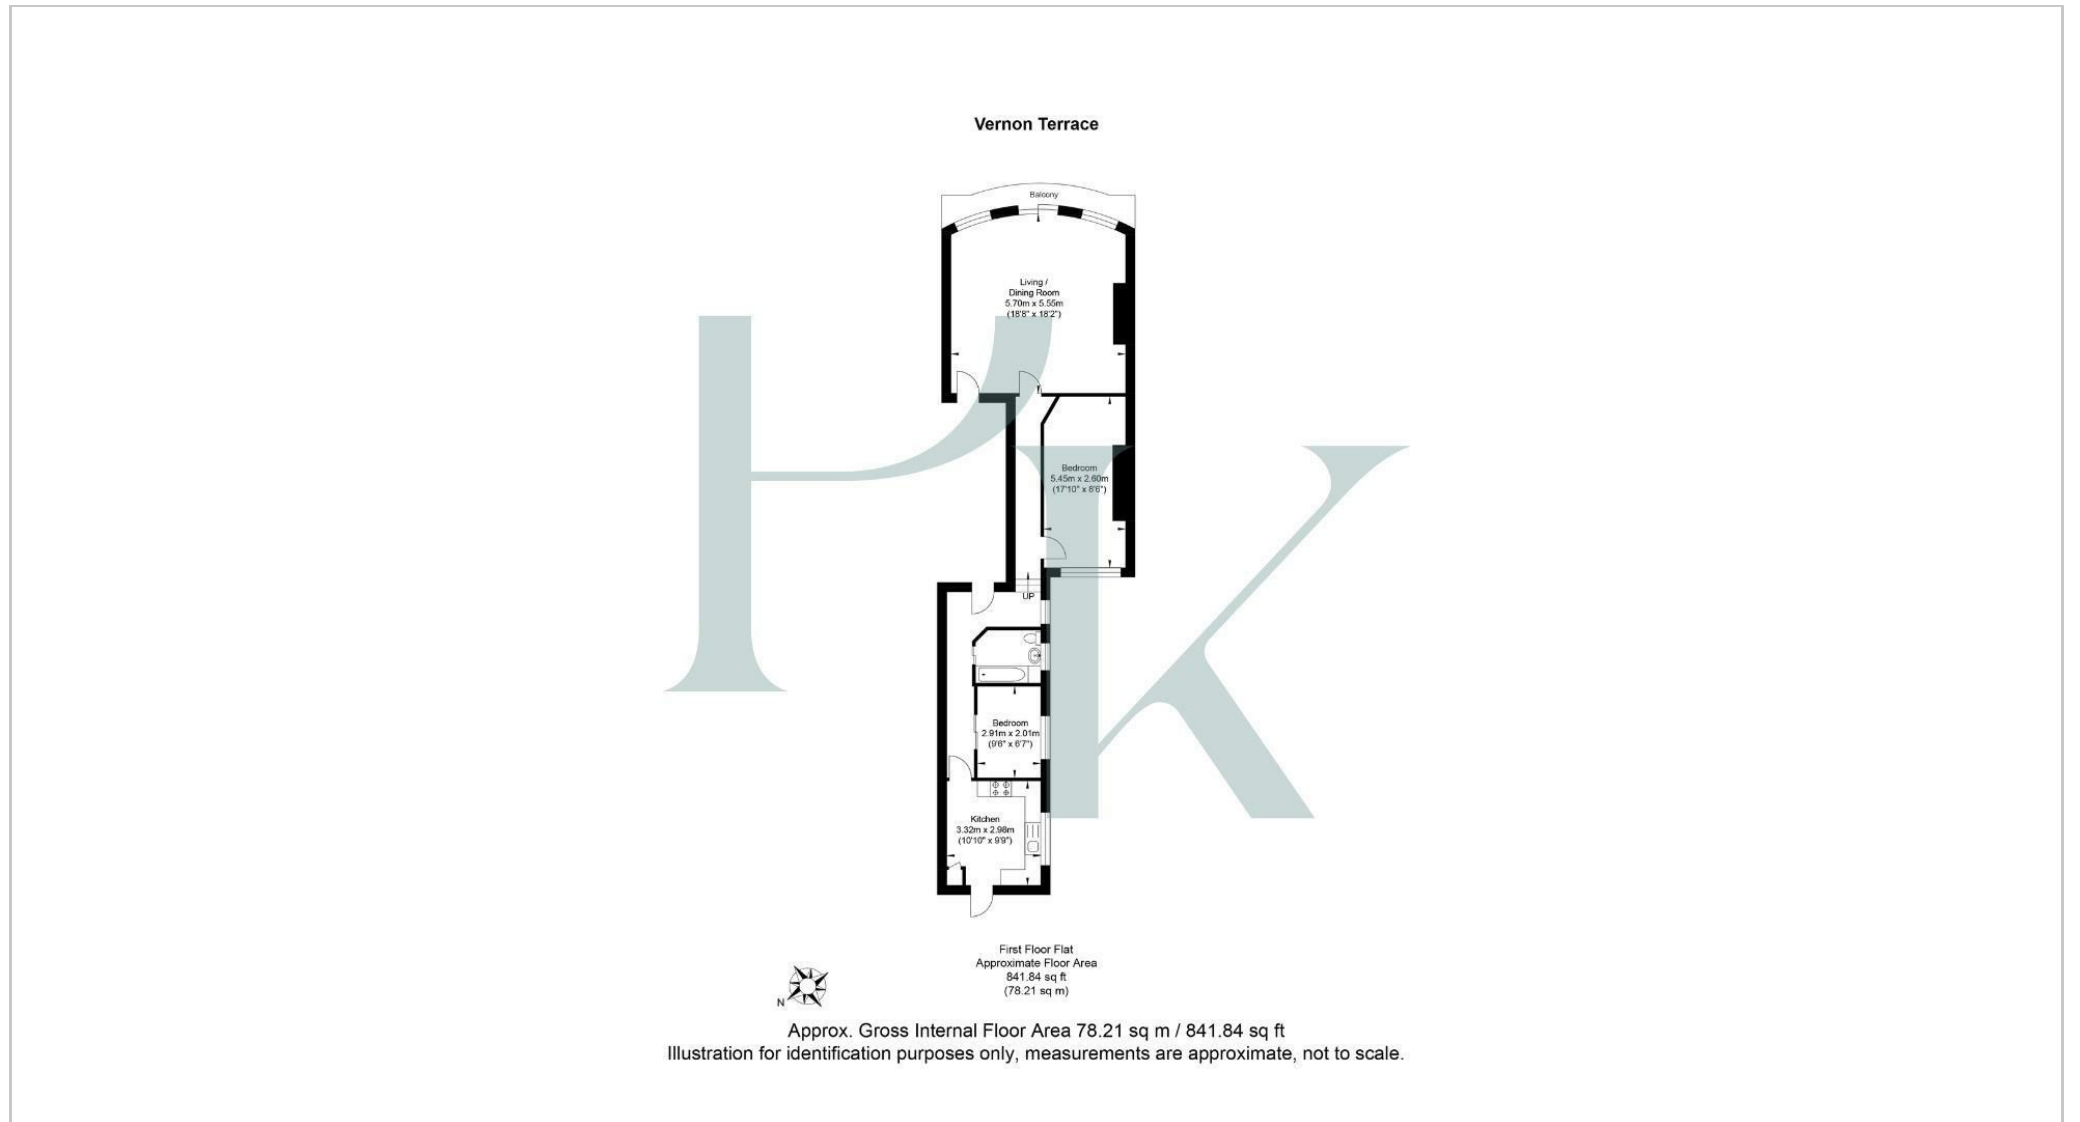 Vernon Terrace
Balcony
Living /
Dining Room
5.70m x 5.55m
(18'8" x 18'2")
Bedroom
5.45m x 2.60m
(17'10" x 8'6")
UP
Bedroom
2.91m x 2.01m
(9'6" x 6'7")
Kitchen
3.32m x 2.98m
(10'10" x 9'9")
First Floor Flat
Approximate Floor Area
841.84 sq ft
(78.21 sq m)
N
Approx. Gross Internal Floor Area 78.21 sq m / 841.84 sq ft
Illustration for identification purposes only, measurements are approximate, not to scale.